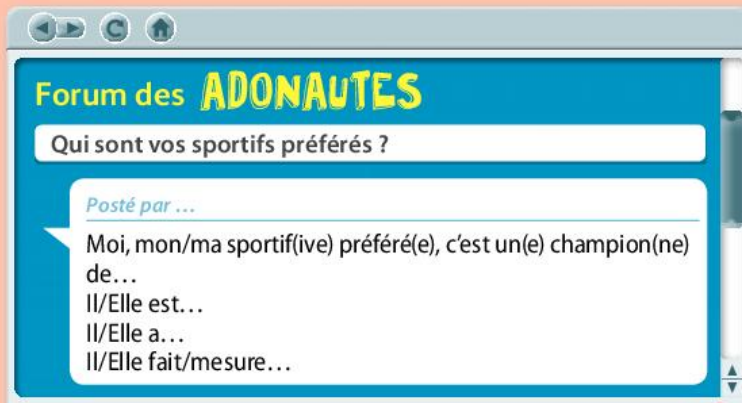 Forum des ADONAUTES
Qui sont vos sportifs préférés ?
Posté par ...
Moi, mon/ma sportif(ive) préféré(e), c'est un(e) champion(ne)
de...
Il/Elle est...
Il/Elle a...
Il/Elle fait/mesure...